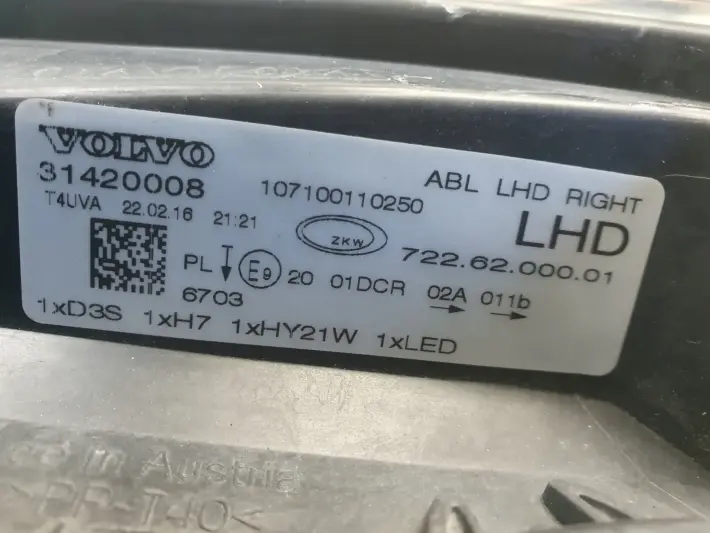 VOLVO
31420008 107100110250 ABL LHD RIGHT
T4UVA 22.02.16 21:21 ZKW LHD
722.62.000.01
PL E9 20 01DCR 02A 011b
6703
1xD3S 1xH7 1xHY21W 1xLED
in Austria